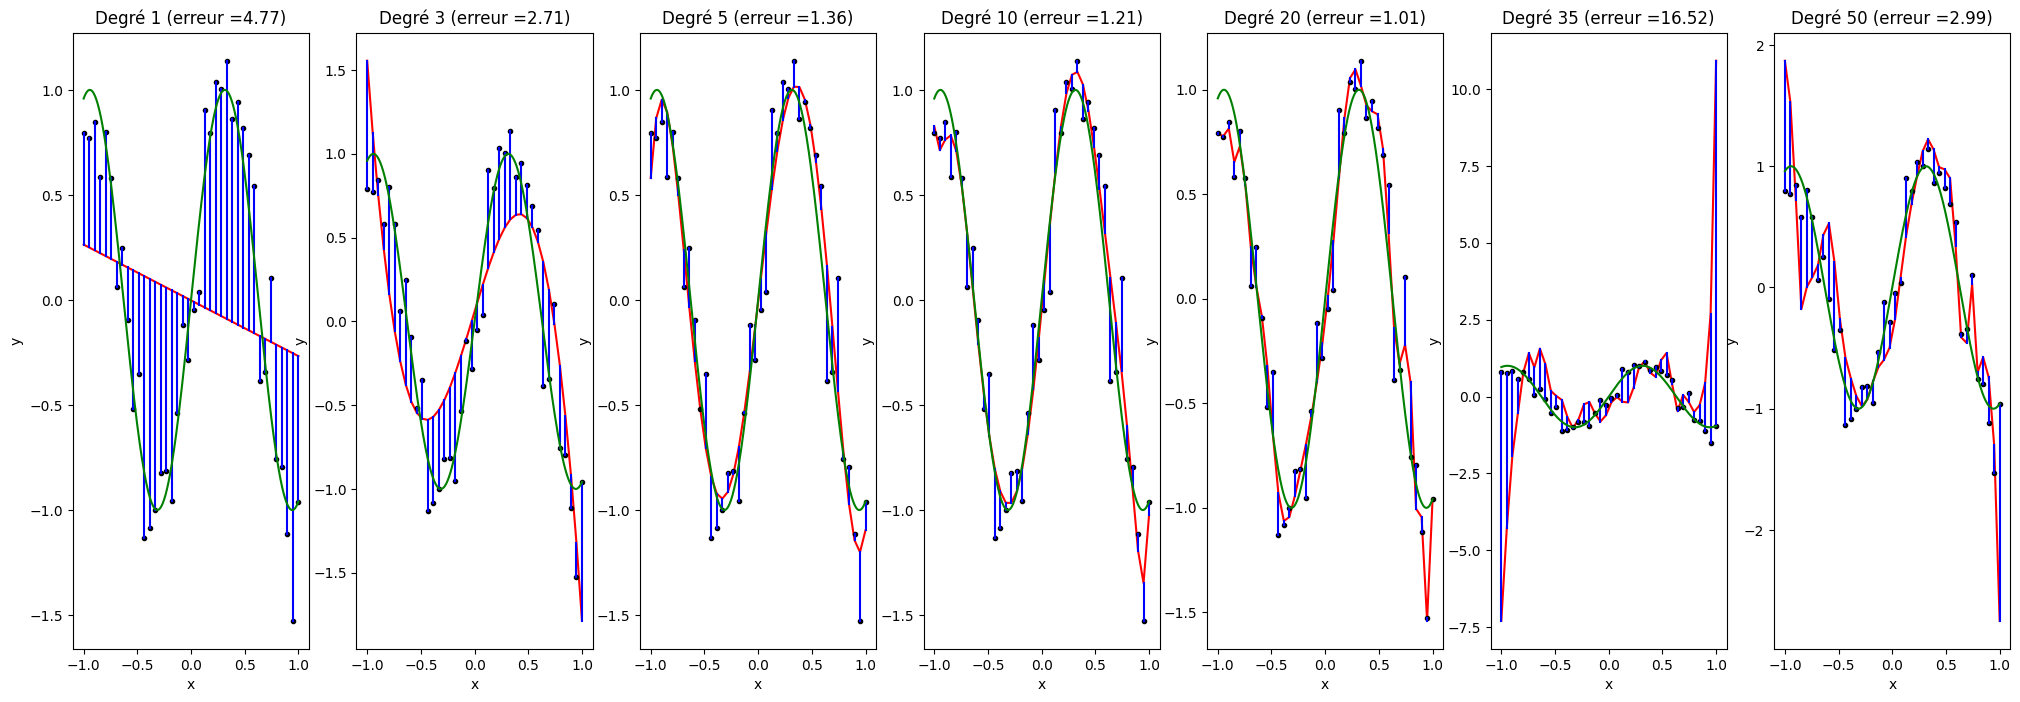 Degré 1 (erreur =4.77)
Degré 3 (erreur =2.71)
Degré 5 (erreur =1.36)
Degré 10 (erreur =1.21)
Degré 20 (erreur =1.01)
Degré 35 (erreur =16.52)
Degré 50 (erreur =2.99)
y
1.0
0.5
0.0
−0.5
−1.0
−1.5
−1.0 −0.5 0.0 0.5 1.0
x
y
1.5
1.0
0.5
0.0
−0.5
−1.0
−1.5
−1.0 −0.5 0.0 0.5 1.0
x
y
1.0
0.5
0.0
−0.5
−1.0
−1.5
−1.0 −0.5 0.0 0.5 1.0
x
y
1.0
0.5
0.0
−0.5
−1.0
−1.5
−1.0 −0.5 0.0 0.5 1.0
x
y
1.0
0.5
0.0
−0.5
−1.0
−1.5
−1.0 −0.5 0.0 0.5 1.0
x
y
10.0
7.5
5.0
2.5
0.0
−2.5
−5.0
−7.5
−1.0 −0.5 0.0 0.5 1.0
x
y
2
1
0
−1
−2
−1.0 −0.5 0.0 0.5 1.0
x